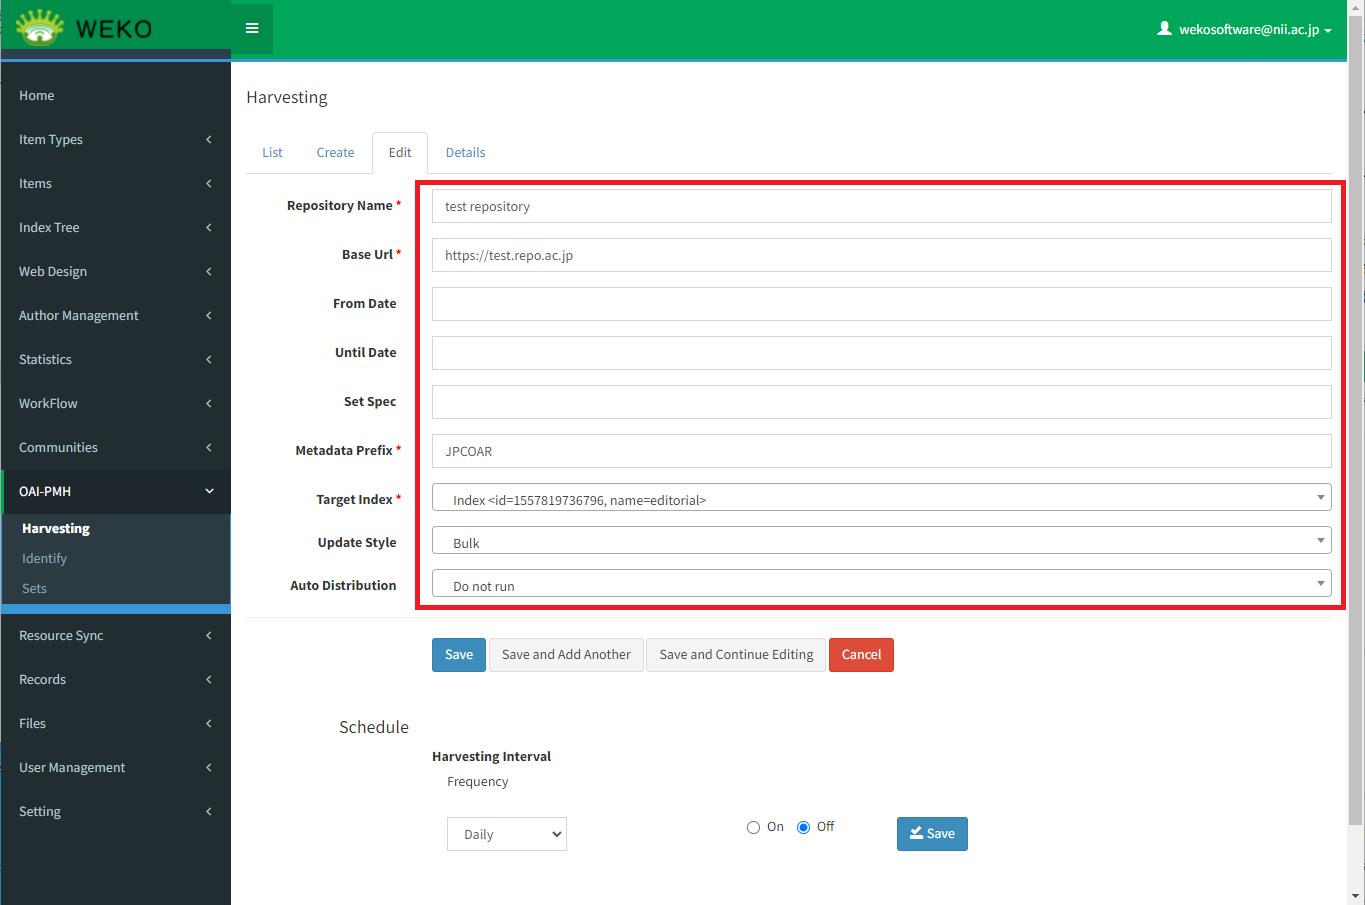 WEKO
wekosoftware@nii.ac.jp
Home
Item Types
Items
Index Tree
Web Design
Author Management
Statistics
WorkFlow
Communities
OAI-PMH
Harvesting
Identify
Sets
Resource Sync
Records
Files
User Management
Setting
Harvesting
List Create Edit Details
Repository Name * test repository
Base Url * https://test.repo.ac.jp
From Date
Until Date
Set Spec
Metadata Prefix * JPCOAR
Target Index * Index <id=1557819736796, name=editorial>
Update Style Bulk
Auto Distribution Do not run
Save Save and Add Another Save and Continue Editing Cancel
Schedule
Harvesting Interval
Frequency
Daily On Off Save